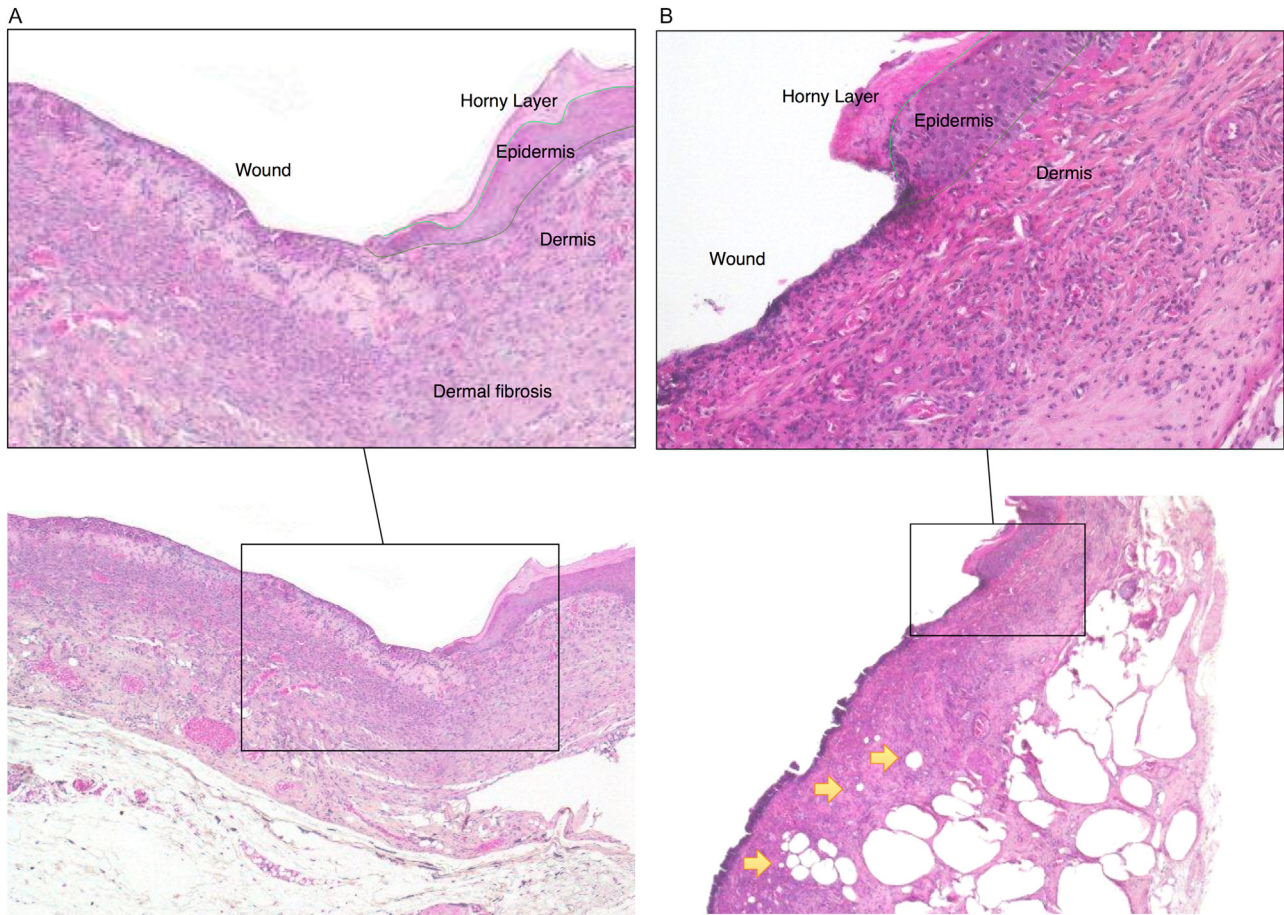 A
Horny Layer
Epidermis
Wound
Dermis
Dermal fibrosis
B
Horny Layer
Epidermis
Dermis
Wound